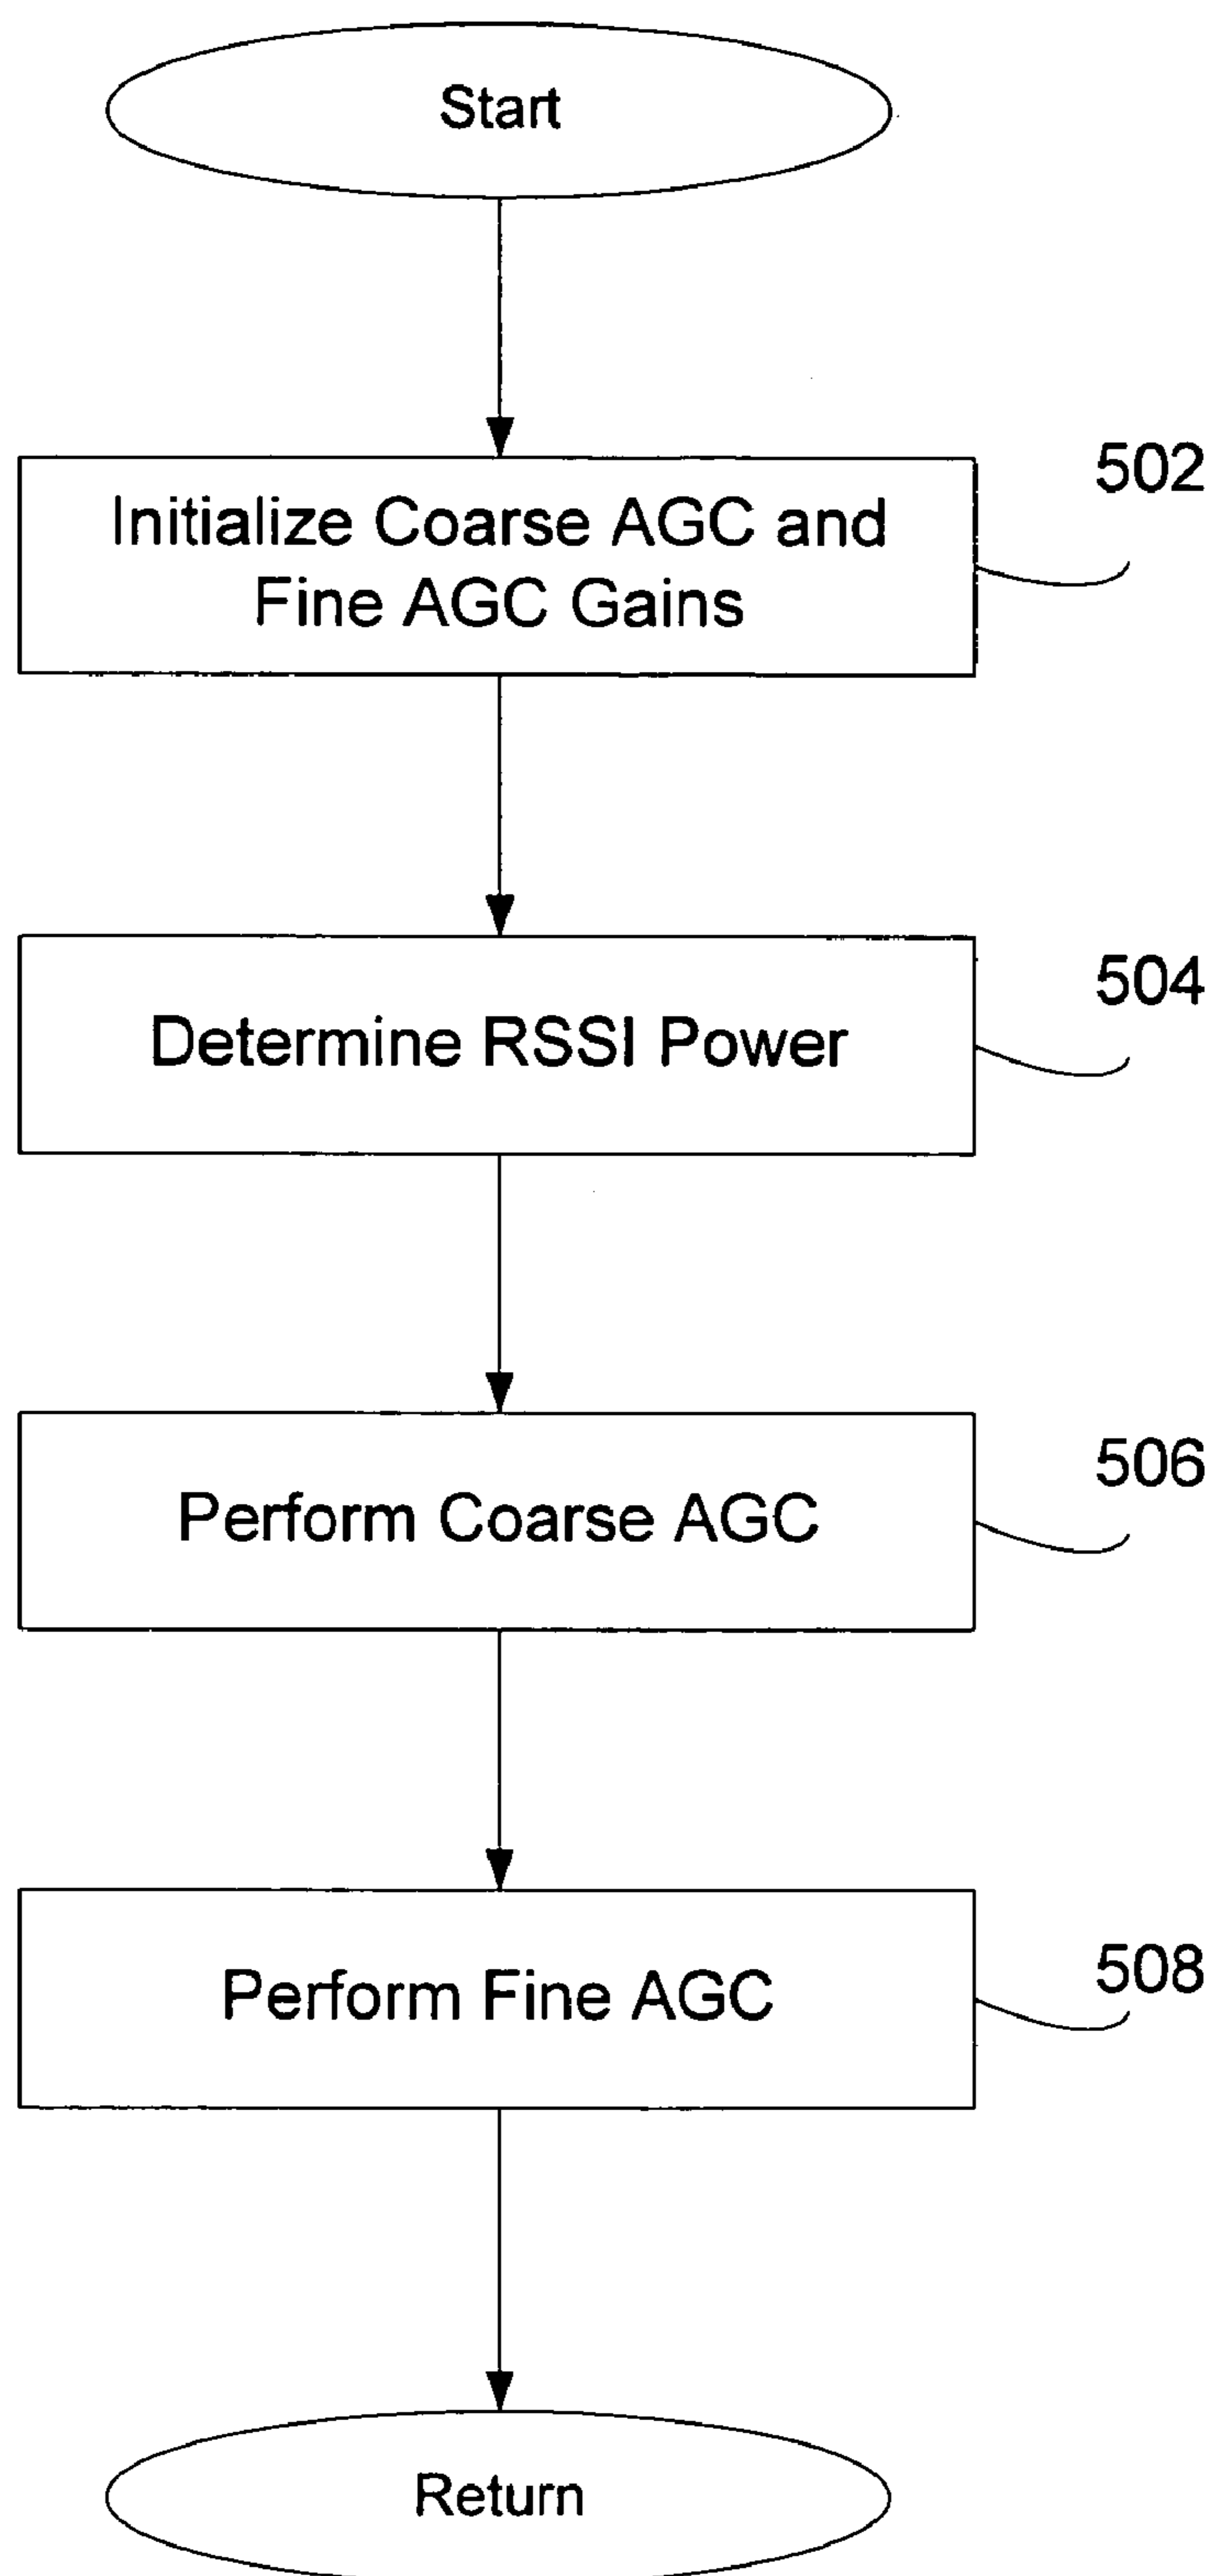 Start
Initialize Coarse AGC and
Fine AGC Gains
502
Determine RSSI Power
504
Perform Coarse AGC
506
Perform Fine AGC
508
Return